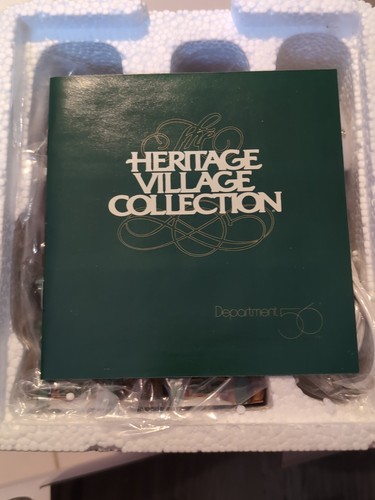 The
HERITAGE
VILLAGE
COLLECTION
Department 56